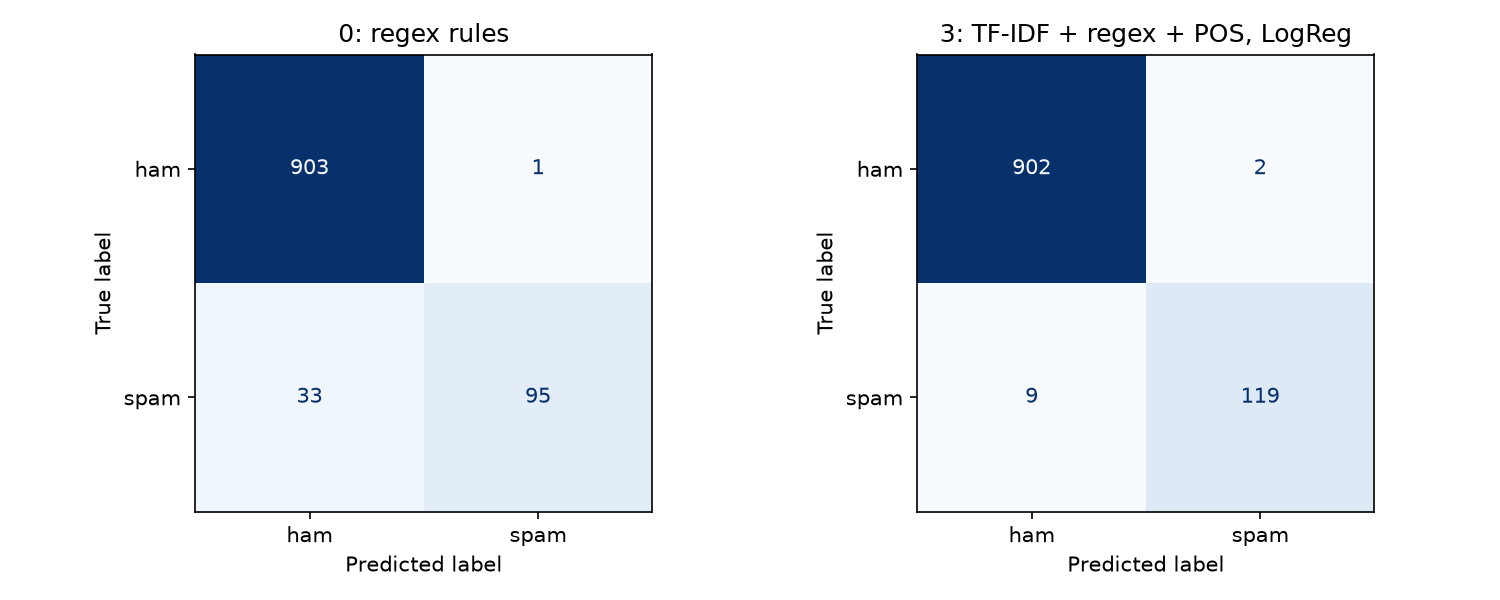 0: regex rules
ham
903
1
True label
spam
33
95
ham
spam
Predicted label
3: TF-IDF + regex + POS, LogReg
ham
902
2
True label
spam
9
119
ham
spam
Predicted label